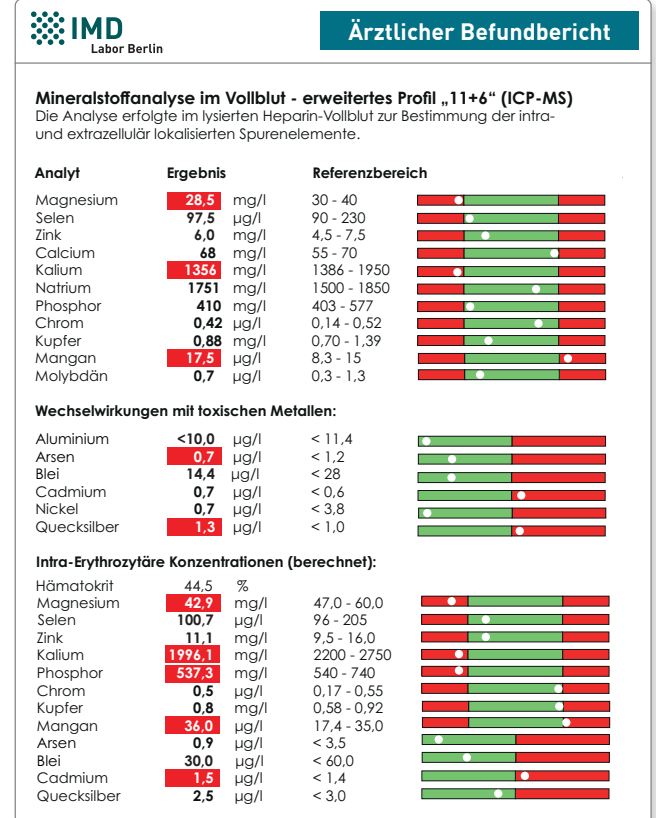 IMD
Labor Berlin
Ärztlicher Befundbericht
Mineralstoffanalyse im Vollblut - erweitertes Profil „11+6“ (ICP-MS)
Die Analyse erfolgte im lysierten Heparin-Vollblut zur Bestimmung der intra-
und extrazellulär lokalisierten Spurenelemente.
Analyt Ergebnis Referenzbereich
Magnesium 28,5 mg/l 30 - 40
Selen 97,5 µg/l 90 - 230
Zink 6,0 mg/l 4,5 - 7,5
Calcium 68 mg/l 55 - 70
Kalium 1356 mg/l 1386 - 1950
Natrium 1751 mg/l 1500 - 1850
Phosphor 410 mg/l 403 - 577
Chrom 0,42 µg/l 0,14 - 0,52
Kupfer 0,88 mg/l 0,70 - 1,39
Mangan 17,5 µg/l 8,3 - 15
Molybdän 0,7 µg/l 0,3 - 1,3
Wechselwirkungen mit toxischen Metallen:
Aluminium <10,0 µg/l < 11,4
Arsen 0,7 µg/l < 1,2
Blei 14,4 µg/l < 28
Cadmium 0,7 µg/l < 0,6
Nickel 0,7 µg/l < 3,8
Quecksilber 1,3 µg/l < 1,0
Intra-Erythrozytäre Konzentrationen (berechnet):
Hämatokrit 44,5 %
Magnesium 42,9 mg/l 47,0 - 60,0
Selen 100,7 µg/l 96 - 205
Zink 11,1 mg/l 9,5 - 16,0
Kalium 1996,1 mg/l 2200 - 2750
Phosphor 537,3 mg/l 540 - 740
Chrom 0,5 µg/l 0,17 - 0,55
Kupfer 0,8 mg/l 0,58 - 0,92
Mangan 36,0 µg/l 17,4 - 35,0
Arsen 0,9 µg/l < 3,5
Blei 30,0 µg/l < 60,0
Cadmium 1,5 µg/l < 1,4
Quecksilber 2,5 µg/l < 3,0